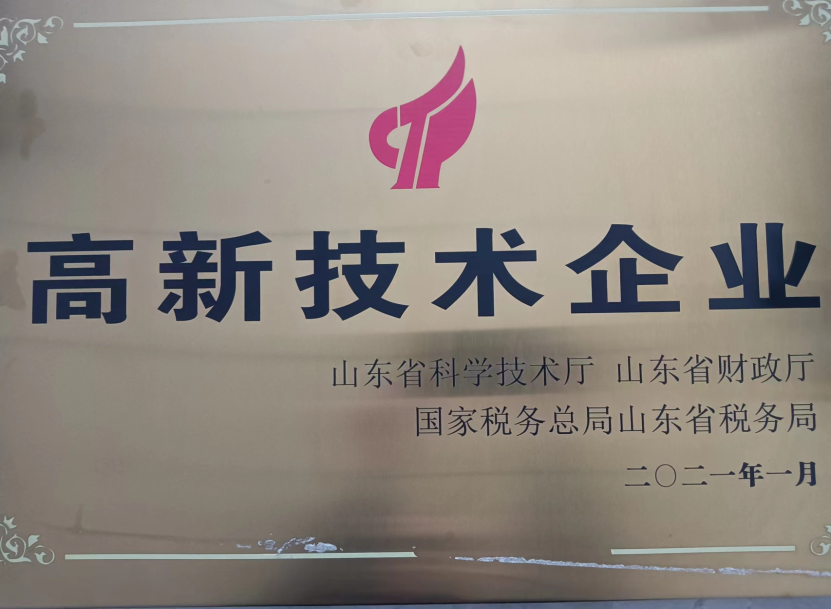 高新技术企业
山东省科学技术厅 山东省财政厅
国家税务总局山东省税务局
二〇二一年一月